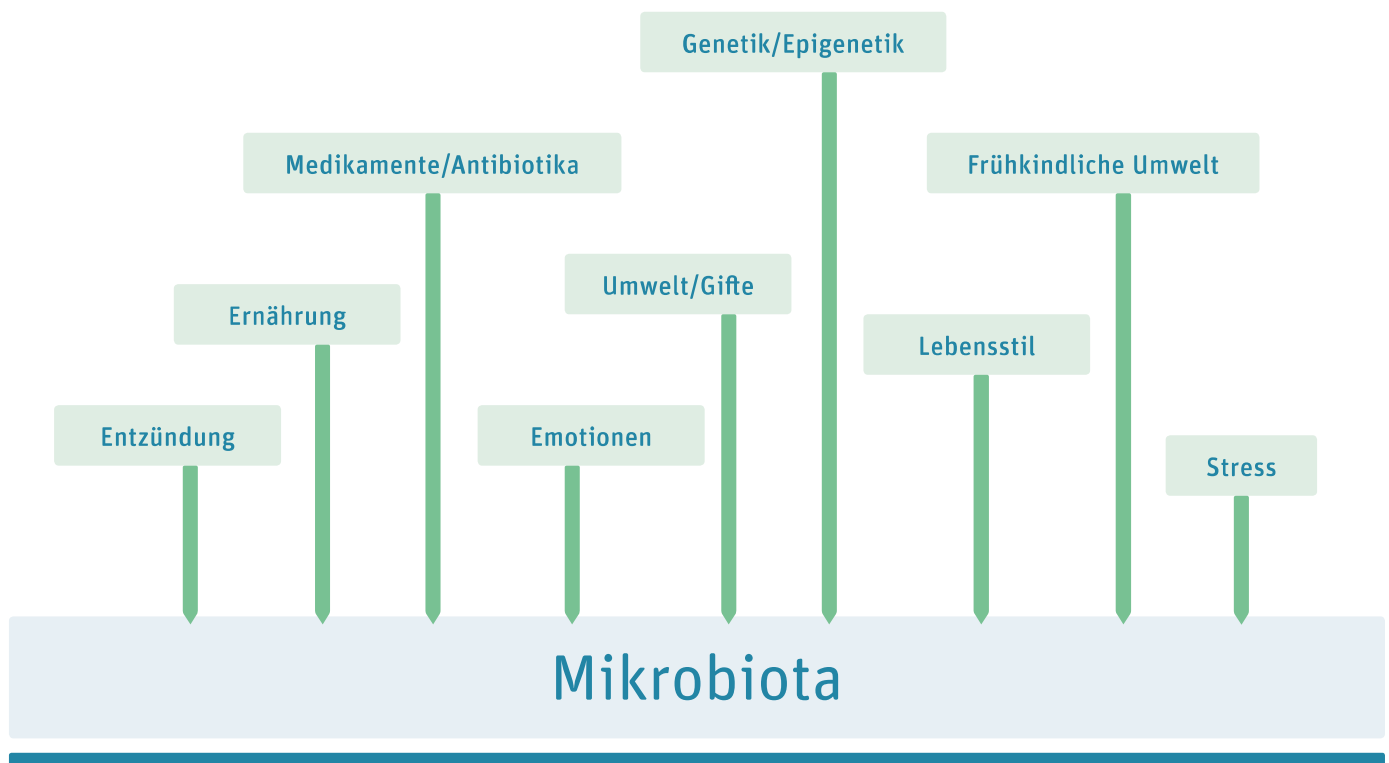 Genetik/Epigenetik
Medikamente/Antibiotika
Frühkindliche Umwelt
Umwelt/Gifte
Ernährung
Lebensstil
Entzündung
Emotionen
Stress
Mikrobiota